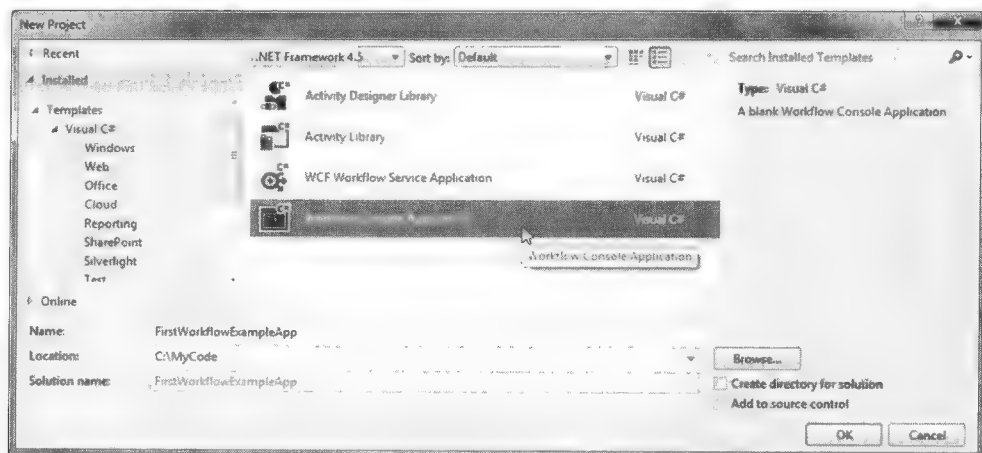 New Project
Recent
.NET Framework 4.5
Sort by: Default
Search Installed Templates
Installed
Templates
Visual C#
Windows
Web
Office
Cloud
Reporting
SharePoint
Silverlight
Test
Online
Activity Designer Library Visual C#
Activity Library Visual C#
WCF Workflow Service Application Visual C#
Visual C#
Workflow Console Application
Type: Visual C#
A blank Workflow Console Application
Name: FirstWorkflowExampleApp
Location: C:\MyCode
Solution name: FirstWorkflowExampleApp
Browse...
Create directory for solution
Add to source control
OK Cancel